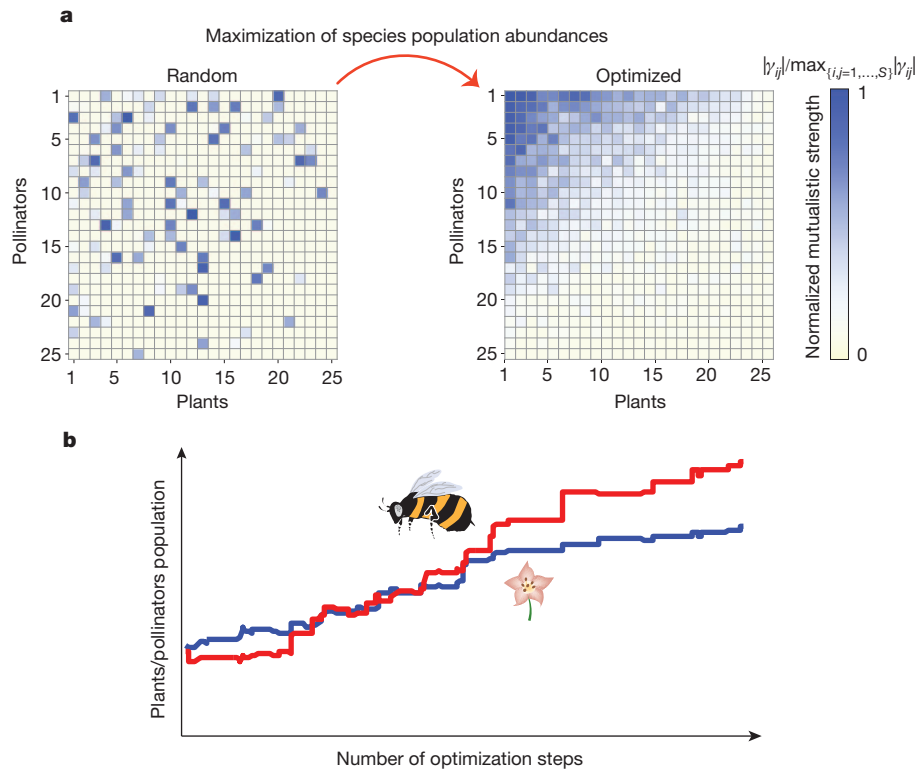 a
Maximization of species population abundances
Random
Optimized
|γij|/max{i,j=1,...,S}|γij|
1
5
10
15
20
25
Pollinators
1
5
10
15
20
25
Plants
1
5
10
15
20
25
Pollinators
1
5
10
15
20
25
Plants
1
0
Normalized mutualistic strength
b
Plants/pollinators population
Number of optimization steps